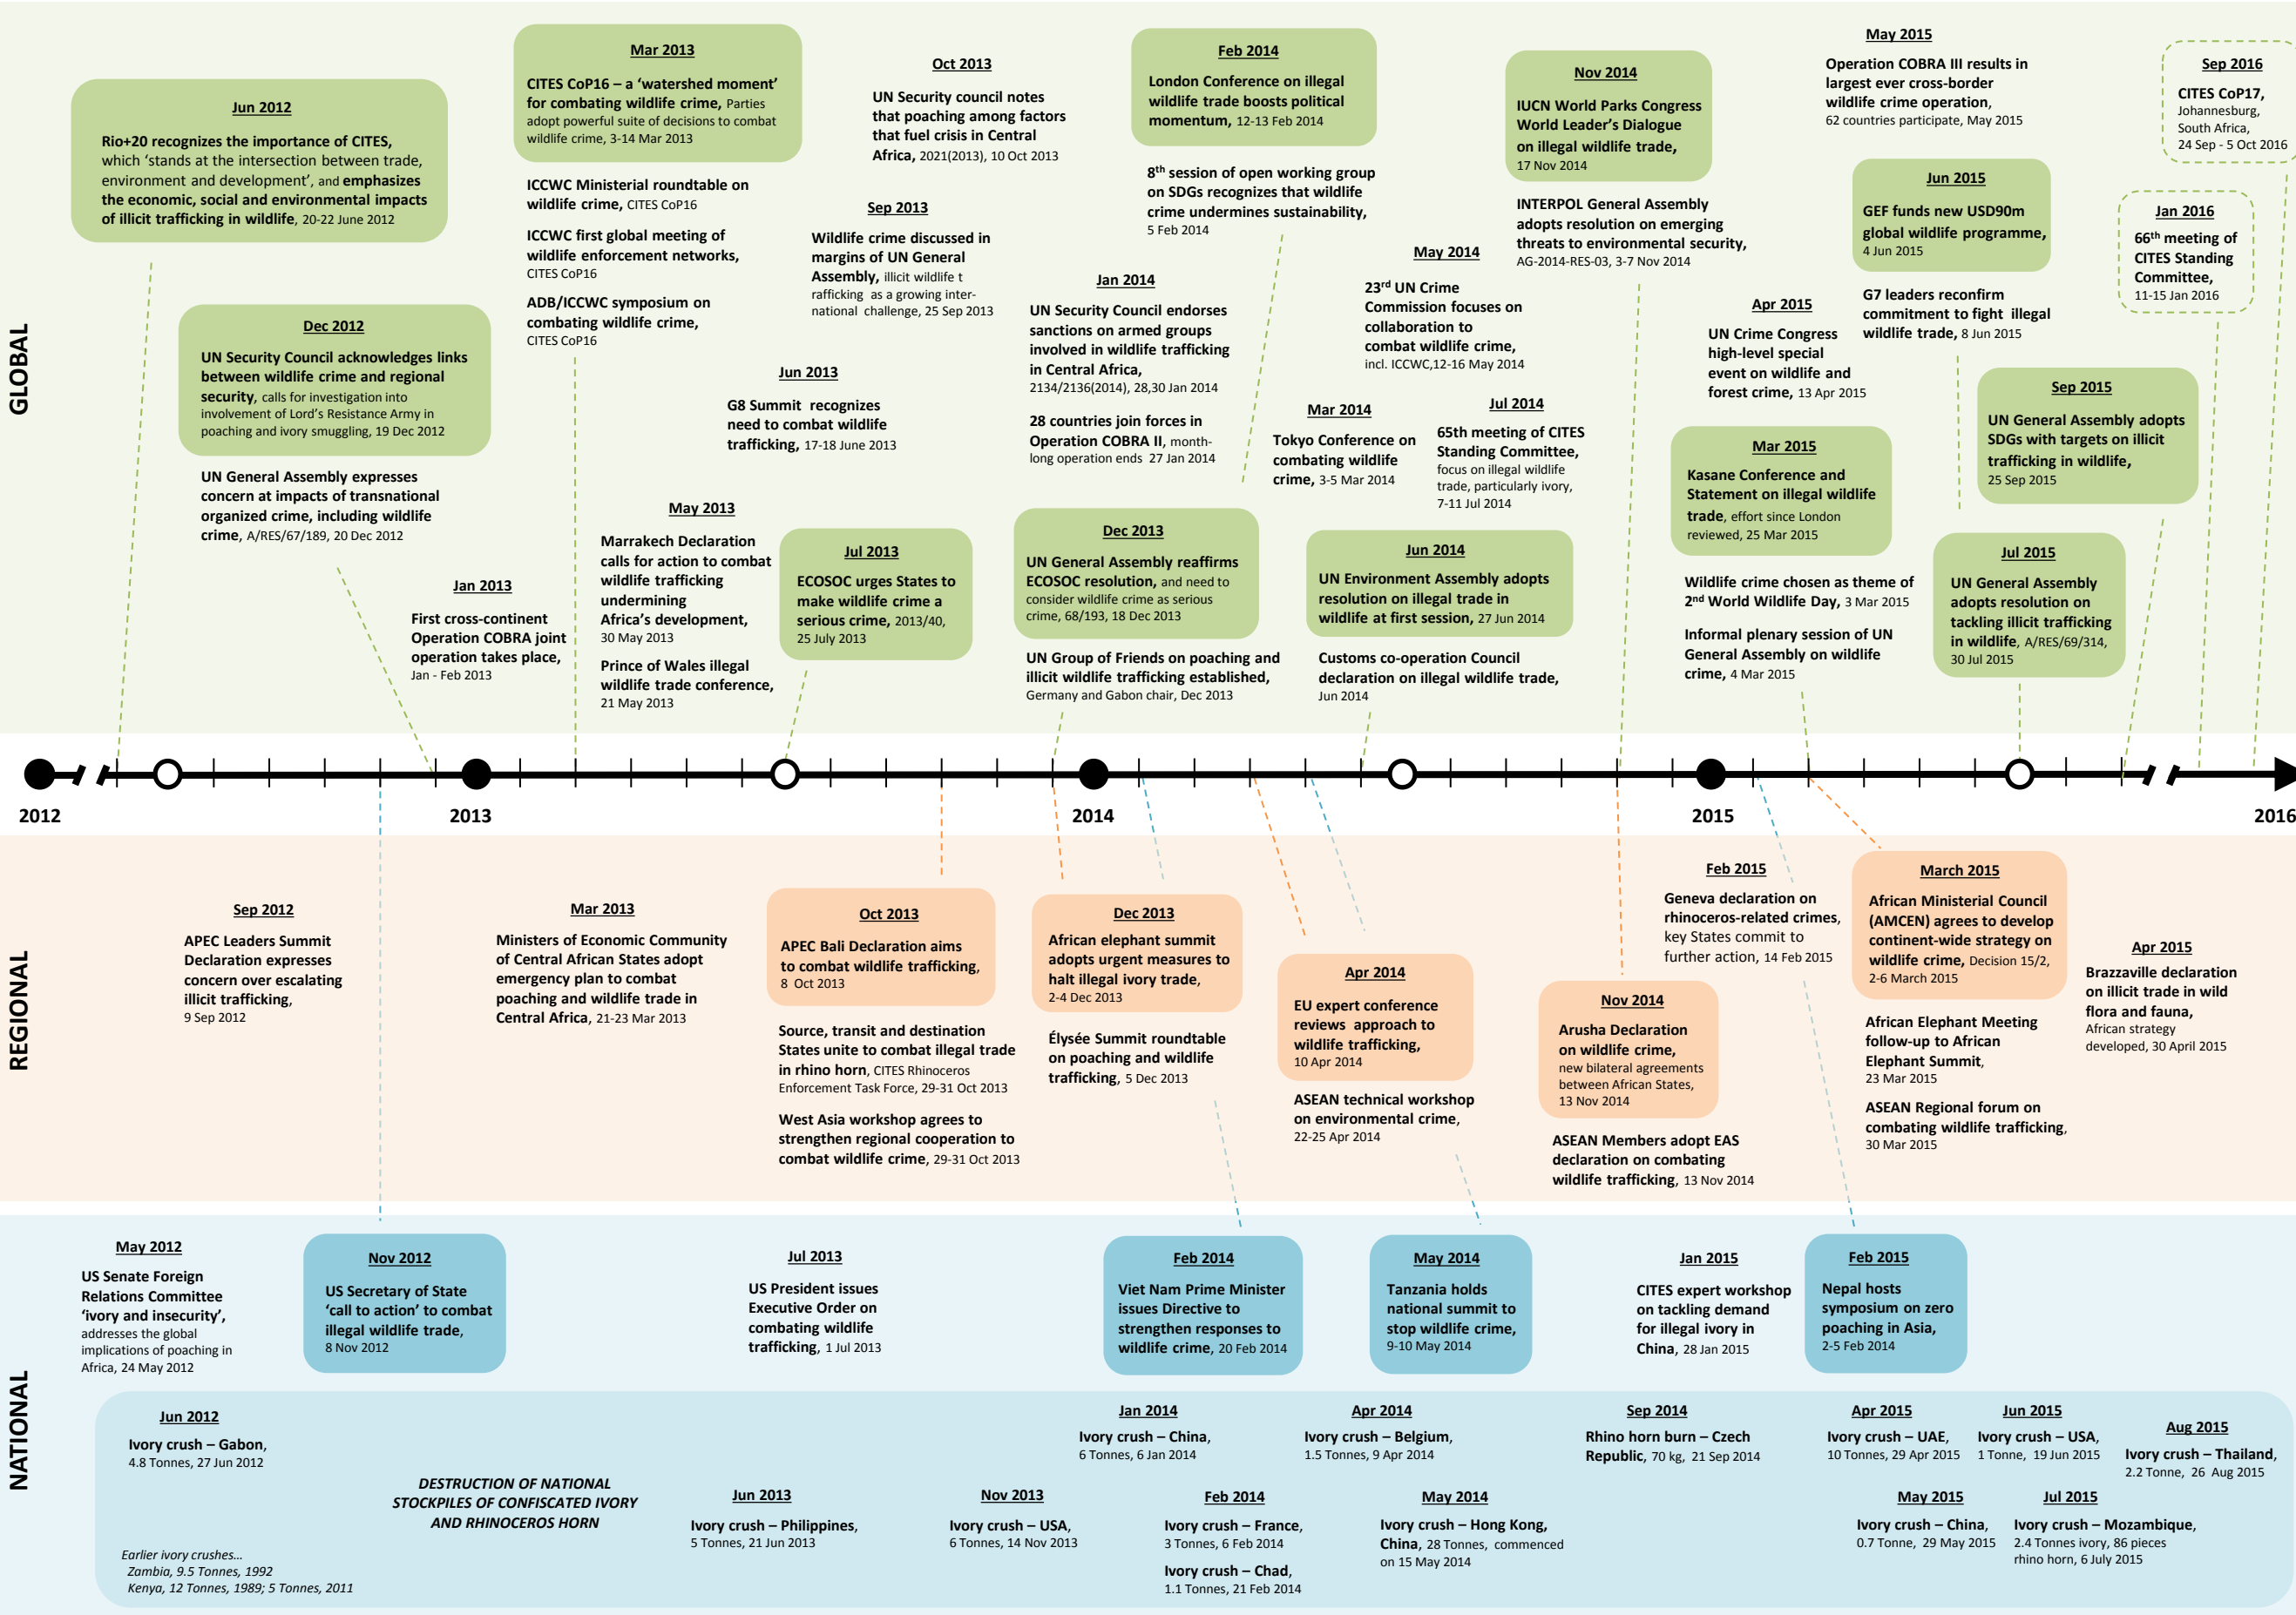 GLOBAL
Jun 2012
Rio+20 recognizes the importance of CITES,
which ‘stands at the intersection between trade,
environment and development’, and emphasizes
the economic, social and environmental impacts
of illicit trafficking in wildlife, 20-22 June 2012
Dec 2012
UN Security Council acknowledges links
between wildlife crime and regional
security, calls for investigation into
involvement of Lord’s Resistance Army in
poaching and ivory smuggling, 19 Dec 2012
UN General Assembly expresses
concern at impacts of transnational
organized crime, including wildlife
crime, A/RES/67/189, 20 Dec 2012
Jan 2013
First cross-continent
Operation COBRA joint
operation takes place,
Jan - Feb 2013
Mar 2013
CITES CoP16 – a ‘watershed moment’
for combating wildlife crime, Parties
adopt powerful suite of decisions to combat
wildlife crime, 3-14 Mar 2013
ICCWC Ministerial roundtable on
wildlife crime, CITES CoP16
ICCWC first global meeting of
wildlife enforcement networks,
CITES CoP16
ADB/ICCWC symposium on
combating wildlife crime,
CITES CoP16
May 2013
Marrakech Declaration
calls for action to combat
wildlife trafficking
undermining
Africa’s development,
30 May 2013
Prince of Wales illegal
wildlife trade conference,
21 May 2013
Jun 2013
G8 Summit recognizes
need to combat wildlife
trafficking, 17-18 June 2013
Jul 2013
ECOSOC urges States to
make wildlife crime a
serious crime, 2013/40,
25 July 2013
Sep 2013
Wildlife crime discussed in
margins of UN General
Assembly, illicit wildlife t
rafficking as a growing inter-
national challenge, 25 Sep 2013
Oct 2013
UN Security council notes
that poaching among factors
that fuel crisis in Central
Africa, 2021(2013), 10 Oct 2013
Dec 2013
UN General Assembly reaffirms
ECOSOC resolution, and need to
consider wildlife crime as serious
crime, 68/193, 18 Dec 2013
UN Group of Friends on poaching and
illicit wildlife trafficking established,
Germany and Gabon chair, Dec 2013
Jan 2014
UN Security Council endorses
sanctions on armed groups
involved in wildlife trafficking
in Central Africa,
2134/2136(2014), 28,30 Jan 2014
28 countries join forces in
Operation COBRA II, month-
long operation ends 27 Jan 2014
Feb 2014
London Conference on illegal
wildlife trade boosts political
momentum, 12-13 Feb 2014
8th session of open working group
on SDGs recognizes that wildlife
crime undermines sustainability,
5 Feb 2014
Mar 2014
Tokyo Conference on
combating wildlife
crime, 3-5 Mar 2014
May 2014
23rd UN Crime
Commission focuses on
collaboration to
combat wildlife crime,
incl. ICCWC,12-16 May 2014
Jun 2014
UN Environment Assembly adopts
resolution on illegal trade in
wildlife at first session, 27 Jun 2014
Customs co-operation Council
declaration on illegal wildlife trade,
Jun 2014
Jul 2014
65th meeting of CITES
Standing Committee,
focus on illegal wildlife
trade, particularly ivory,
7-11 Jul 2014
Nov 2014
IUCN World Parks Congress
World Leader’s Dialogue
on illegal wildlife trade,
17 Nov 2014
INTERPOL General Assembly
adopts resolution on emerging
threats to environmental security,
AG-2014-RES-03, 3-7 Nov 2014
Mar 2015
Kasane Conference and
Statement on illegal wildlife
trade, effort since London
reviewed, 25 Mar 2015
Wildlife crime chosen as theme of
2nd World Wildlife Day, 3 Mar 2015
Informal plenary session of UN
General Assembly on wildlife
crime, 4 Mar 2015
Apr 2015
UN Crime Congress
high-level special
event on wildlife and
forest crime, 13 Apr 2015
May 2015
Operation COBRA III results in
largest ever cross-border
wildlife crime operation,
62 countries participate, May 2015
Jun 2015
GEF funds new USD90m
global wildlife programme,
4 Jun 2015
G7 leaders reconfirm
commitment to fight illegal
wildlife trade, 8 Jun 2015
Jul 2015
UN General Assembly
adopts resolution on
tackling illicit trafficking
in wildlife, A/RES/69/314,
30 Jul 2015
Sep 2015
UN General Assembly adopts
SDGs with targets on illicit
trafficking in wildlife,
25 Sep 2015
Jan 2016
66th meeting of
CITES Standing
Committee,
11-15 Jan 2016
Sep 2016
CITES CoP17,
Johannesburg,
South Africa,
24 Sep - 5 Oct 2016
2012
2013
2014
2015
2016
REGIONAL
Sep 2012
APEC Leaders Summit
Declaration expresses
concern over escalating
illicit trafficking,
9 Sep 2012
Mar 2013
Ministers of Economic Community
of Central African States adopt
emergency plan to combat
poaching and wildlife trade in
Central Africa, 21-23 Mar 2013
Oct 2013
APEC Bali Declaration aims
to combat wildlife trafficking,
8 Oct 2013
Source, transit and destination
States unite to combat illegal trade
in rhino horn, CITES Rhinoceros
Enforcement Task Force, 29-31 Oct 2013
West Asia workshop agrees to
strengthen regional cooperation to
combat wildlife crime, 29-31 Oct 2013
Dec 2013
African elephant summit
adopts urgent measures to
halt illegal ivory trade,
2-4 Dec 2013
Élysée Summit roundtable
on poaching and wildlife
trafficking, 5 Dec 2013
Apr 2014
EU expert conference
reviews approach to
wildlife trafficking,
10 Apr 2014
ASEAN technical workshop
on environmental crime,
22-25 Apr 2014
Nov 2014
Arusha Declaration
on wildlife crime,
new bilateral agreements
between African States,
13 Nov 2014
ASEAN Members adopt EAS
declaration on combating
wildlife trafficking, 13 Nov 2014
Feb 2015
Geneva declaration on
rhinoceros-related crimes,
key States commit to
further action, 14 Feb 2015
March 2015
African Ministerial Council
(AMCEN) agrees to develop
continent-wide strategy on
wildlife crime, Decision 15/2,
2-6 March 2015
African Elephant Meeting
follow-up to African
Elephant Summit,
23 Mar 2015
ASEAN Regional forum on
combating wildlife trafficking,
30 Mar 2015
Apr 2015
Brazzaville declaration
on illicit trade in wild
flora and fauna,
African strategy
developed, 30 April 2015
NATIONAL
May 2012
US Senate Foreign
Relations Committee
‘ivory and insecurity’,
addresses the global
implications of poaching in
Africa, 24 May 2012
Nov 2012
US Secretary of State
‘call to action’ to combat
illegal wildlife trade,
8 Nov 2012
Jul 2013
US President issues
Executive Order on
combating wildlife
trafficking, 1 Jul 2013
Feb 2014
Viet Nam Prime Minister
issues Directive to
strengthen responses to
wildlife crime, 20 Feb 2014
May 2014
Tanzania holds
national summit to
stop wildlife crime,
9-10 May 2014
Jan 2015
CITES expert workshop
on tackling demand
for illegal ivory in
China, 28 Jan 2015
Feb 2015
Nepal hosts
symposium on zero
poaching in Asia,
2-5 Feb 2014
Jun 2012
Ivory crush – Gabon,
4.8 Tonnes, 27 Jun 2012
DESTRUCTION OF NATIONAL
STOCKPILES OF CONFISCATED IVORY
AND RHINOCEROS HORN
Earlier ivory crushes...
Zambia, 9.5 Tonnes, 1992
Kenya, 12 Tonnes, 1989; 5 Tonnes, 2011
Jun 2013
Ivory crush – Philippines,
5 Tonnes, 21 Jun 2013
Nov 2013
Ivory crush – USA,
6 Tonnes, 14 Nov 2013
Jan 2014
Ivory crush – China,
6 Tonnes, 6 Jan 2014
Feb 2014
Ivory crush – France,
3 Tonnes, 6 Feb 2014
Ivory crush – Chad,
1.1 Tonnes, 21 Feb 2014
Apr 2014
Ivory crush – Belgium,
1.5 Tonnes, 9 Apr 2014
May 2014
Ivory crush – Hong Kong,
China, 28 Tonnes, commenced
on 15 May 2014
Sep 2014
Rhino horn burn – Czech
Republic, 70 kg, 21 Sep 2014
Apr 2015
Ivory crush – UAE,
10 Tonnes, 29 Apr 2015
May 2015
Ivory crush – China,
0.7 Tonne, 29 May 2015
Jun 2015
Ivory crush – USA,
1 Tonne, 19 Jun 2015
Jul 2015
Ivory crush – Mozambique,
2.4 Tonnes ivory, 86 pieces
rhino horn, 6 July 2015
Aug 2015
Ivory crush – Thailand,
2.2 Tonne, 26 Aug 2015